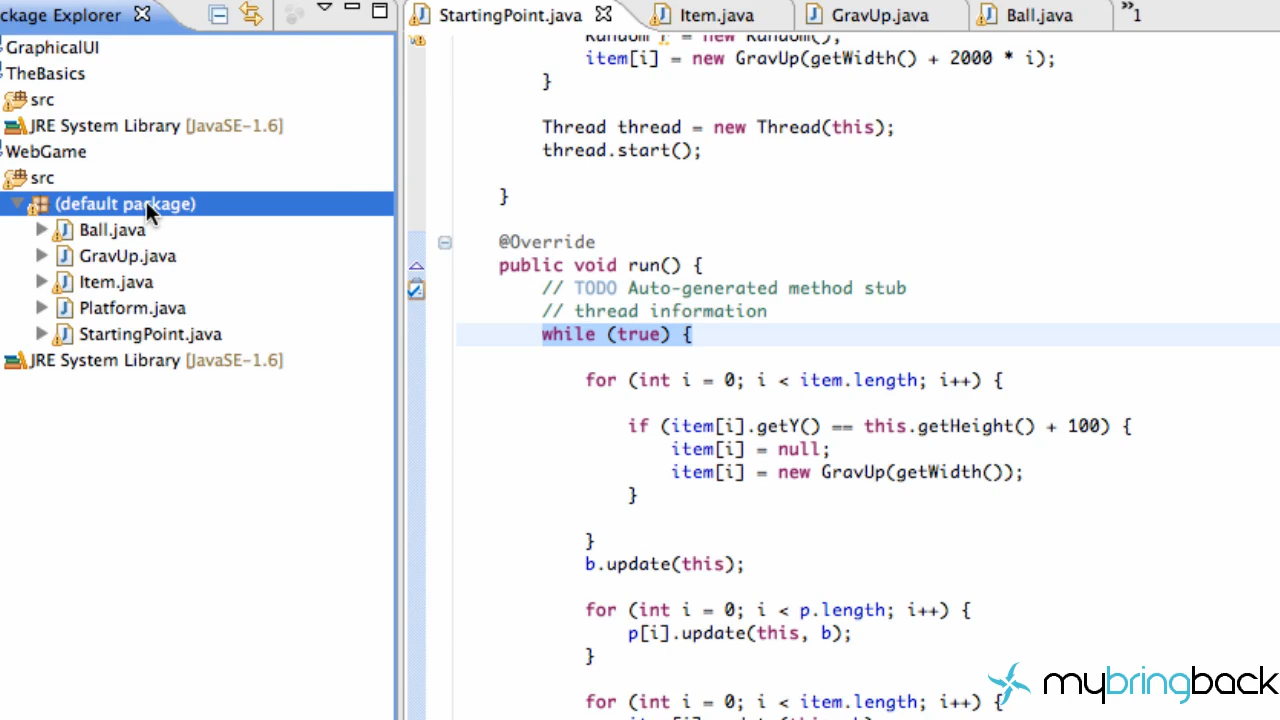 ckage Explorer
StartingPoint.java
Item.java
GravUp.java
Ball.java
»1
GraphicalUI
TheBasics
src
JRE System Library [JavaSE-1.6]
WebGame
src
(default package)
Ball.java
GravUp.java
Item.java
Platform.java
StartingPoint.java
JRE System Library [JavaSE-1.6]
Random r = new Random();
item[i] = new GravUp(getWidth() + 2000 * i);
}
Thread thread = new Thread(this);
thread.start();
}
@Override
public void run() {
// TODO Auto-generated method stub
// thread information
while (true) {
for (int i = 0; i < item.length; i++) {
if (item[i].getY() == this.getHeight() + 100) {
item[i] = null;
item[i] = new GravUp(getWidth());
}
}
b.update(this);
for (int i = 0; i < p.length; i++) {
p[i].update(this, b);
}
for (int i = 0; i < item.length; i++) {
mybringback